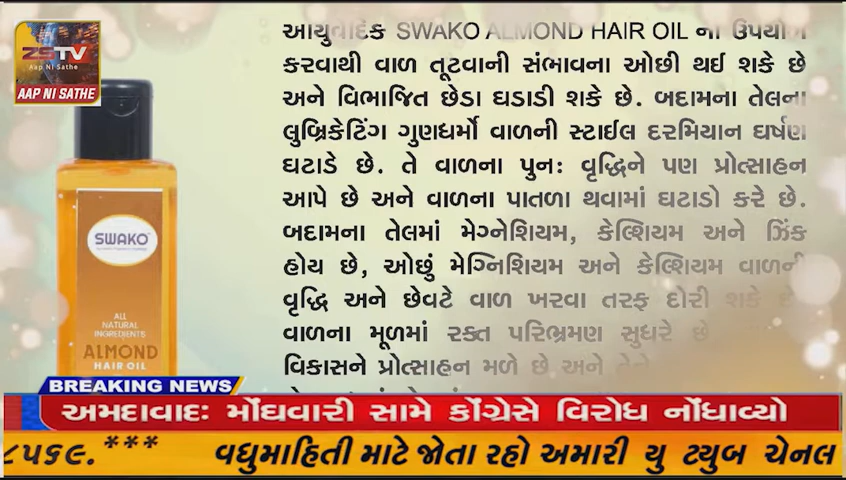 ZSTV
Aap Ni Sathe
AAP NI SATHE
આયુર્વેદિક SWAKO ALMOND HAIR OIL ના ઉપયોગ
કરવાથી વાળ તૂટવાની સંભાવના ઓછી થઈ શકે છે
અને વિભાજિત છેડા ઘડાડી શકે છે. બદામના તેલના
લુબ્રિકેટિંગ ગુણધર્મો વાળની સ્ટાઈલ દરમિયાન ઘર્ષણ
ઘટાડે છે. તે વાળના પુનઃ વૃદ્ધિને પણ પ્રોત્સાહન
આપે છે અને વાળના પાતળા થવામાં ઘટાડો કરે છે.
બદામના તેલમાં મેગ્નેશિયમ, કેલ્શિયમ અને ઝિંક
હોય છે, ઓછું મેગ્નિશિયમ અને કેલ્શિયમ વાળની
વૃદ્ધિ અને છેવટે વાળ ખરવા તરફ દોરી શકે છે
વાળના મૂળમાં રક્ત પરિભ્રમણ સુધરે છે
વિકાસને પ્રોત્સાહન મળે છે અને તેને
SWAKO
ALL
NATURAL
INGREDIENTS
ALMOND
HAIR OIL
BREAKING NEWS
અમદાવાદઃ મોંઘવારી સામે કોંગ્રેસે વિરોધ નોંધાવ્યો
૮૫૬૯.*** વધુમાહિતી માટે જોતા રહો અમારી યુ ટ્યુબ ચેનલ